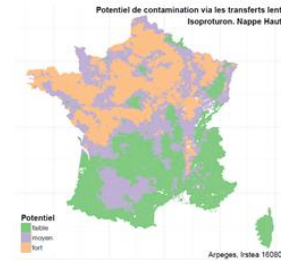 Potentiel de contamination via les transferts lent
Isoproturon. Nappe Haut
Potentiel
faible
moyen
fort
Arpeges, Irstea 16080